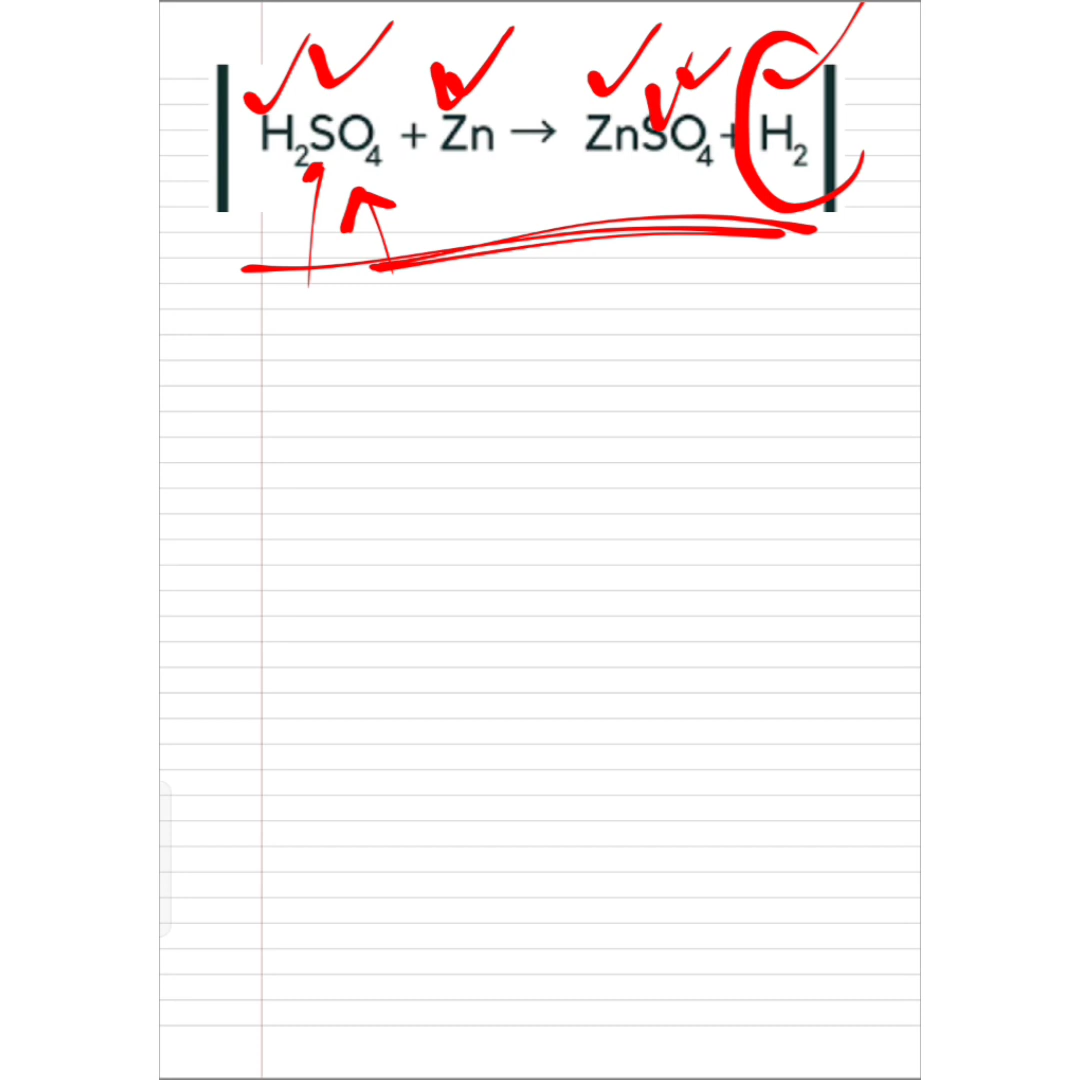 H₂SO₄ + Zn → ZnSO₄ + H₂